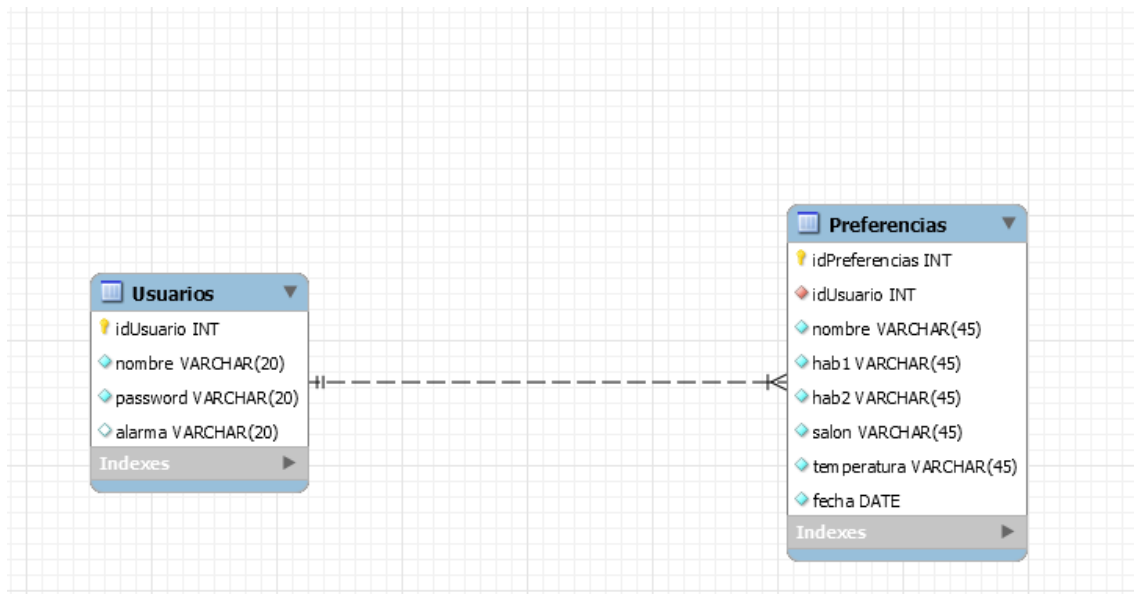 Usuarios
idUsuario INT
nombre VARCHAR(20)
password VARCHAR(20)
alarma VARCHAR(20)
Indexes
Preferencias
idPreferencias INT
idUsuario INT
nombre VARCHAR(45)
hab1 VARCHAR(45)
hab2 VARCHAR(45)
salon VARCHAR(45)
temperatura VARCHAR(45)
fecha DATE
Indexes